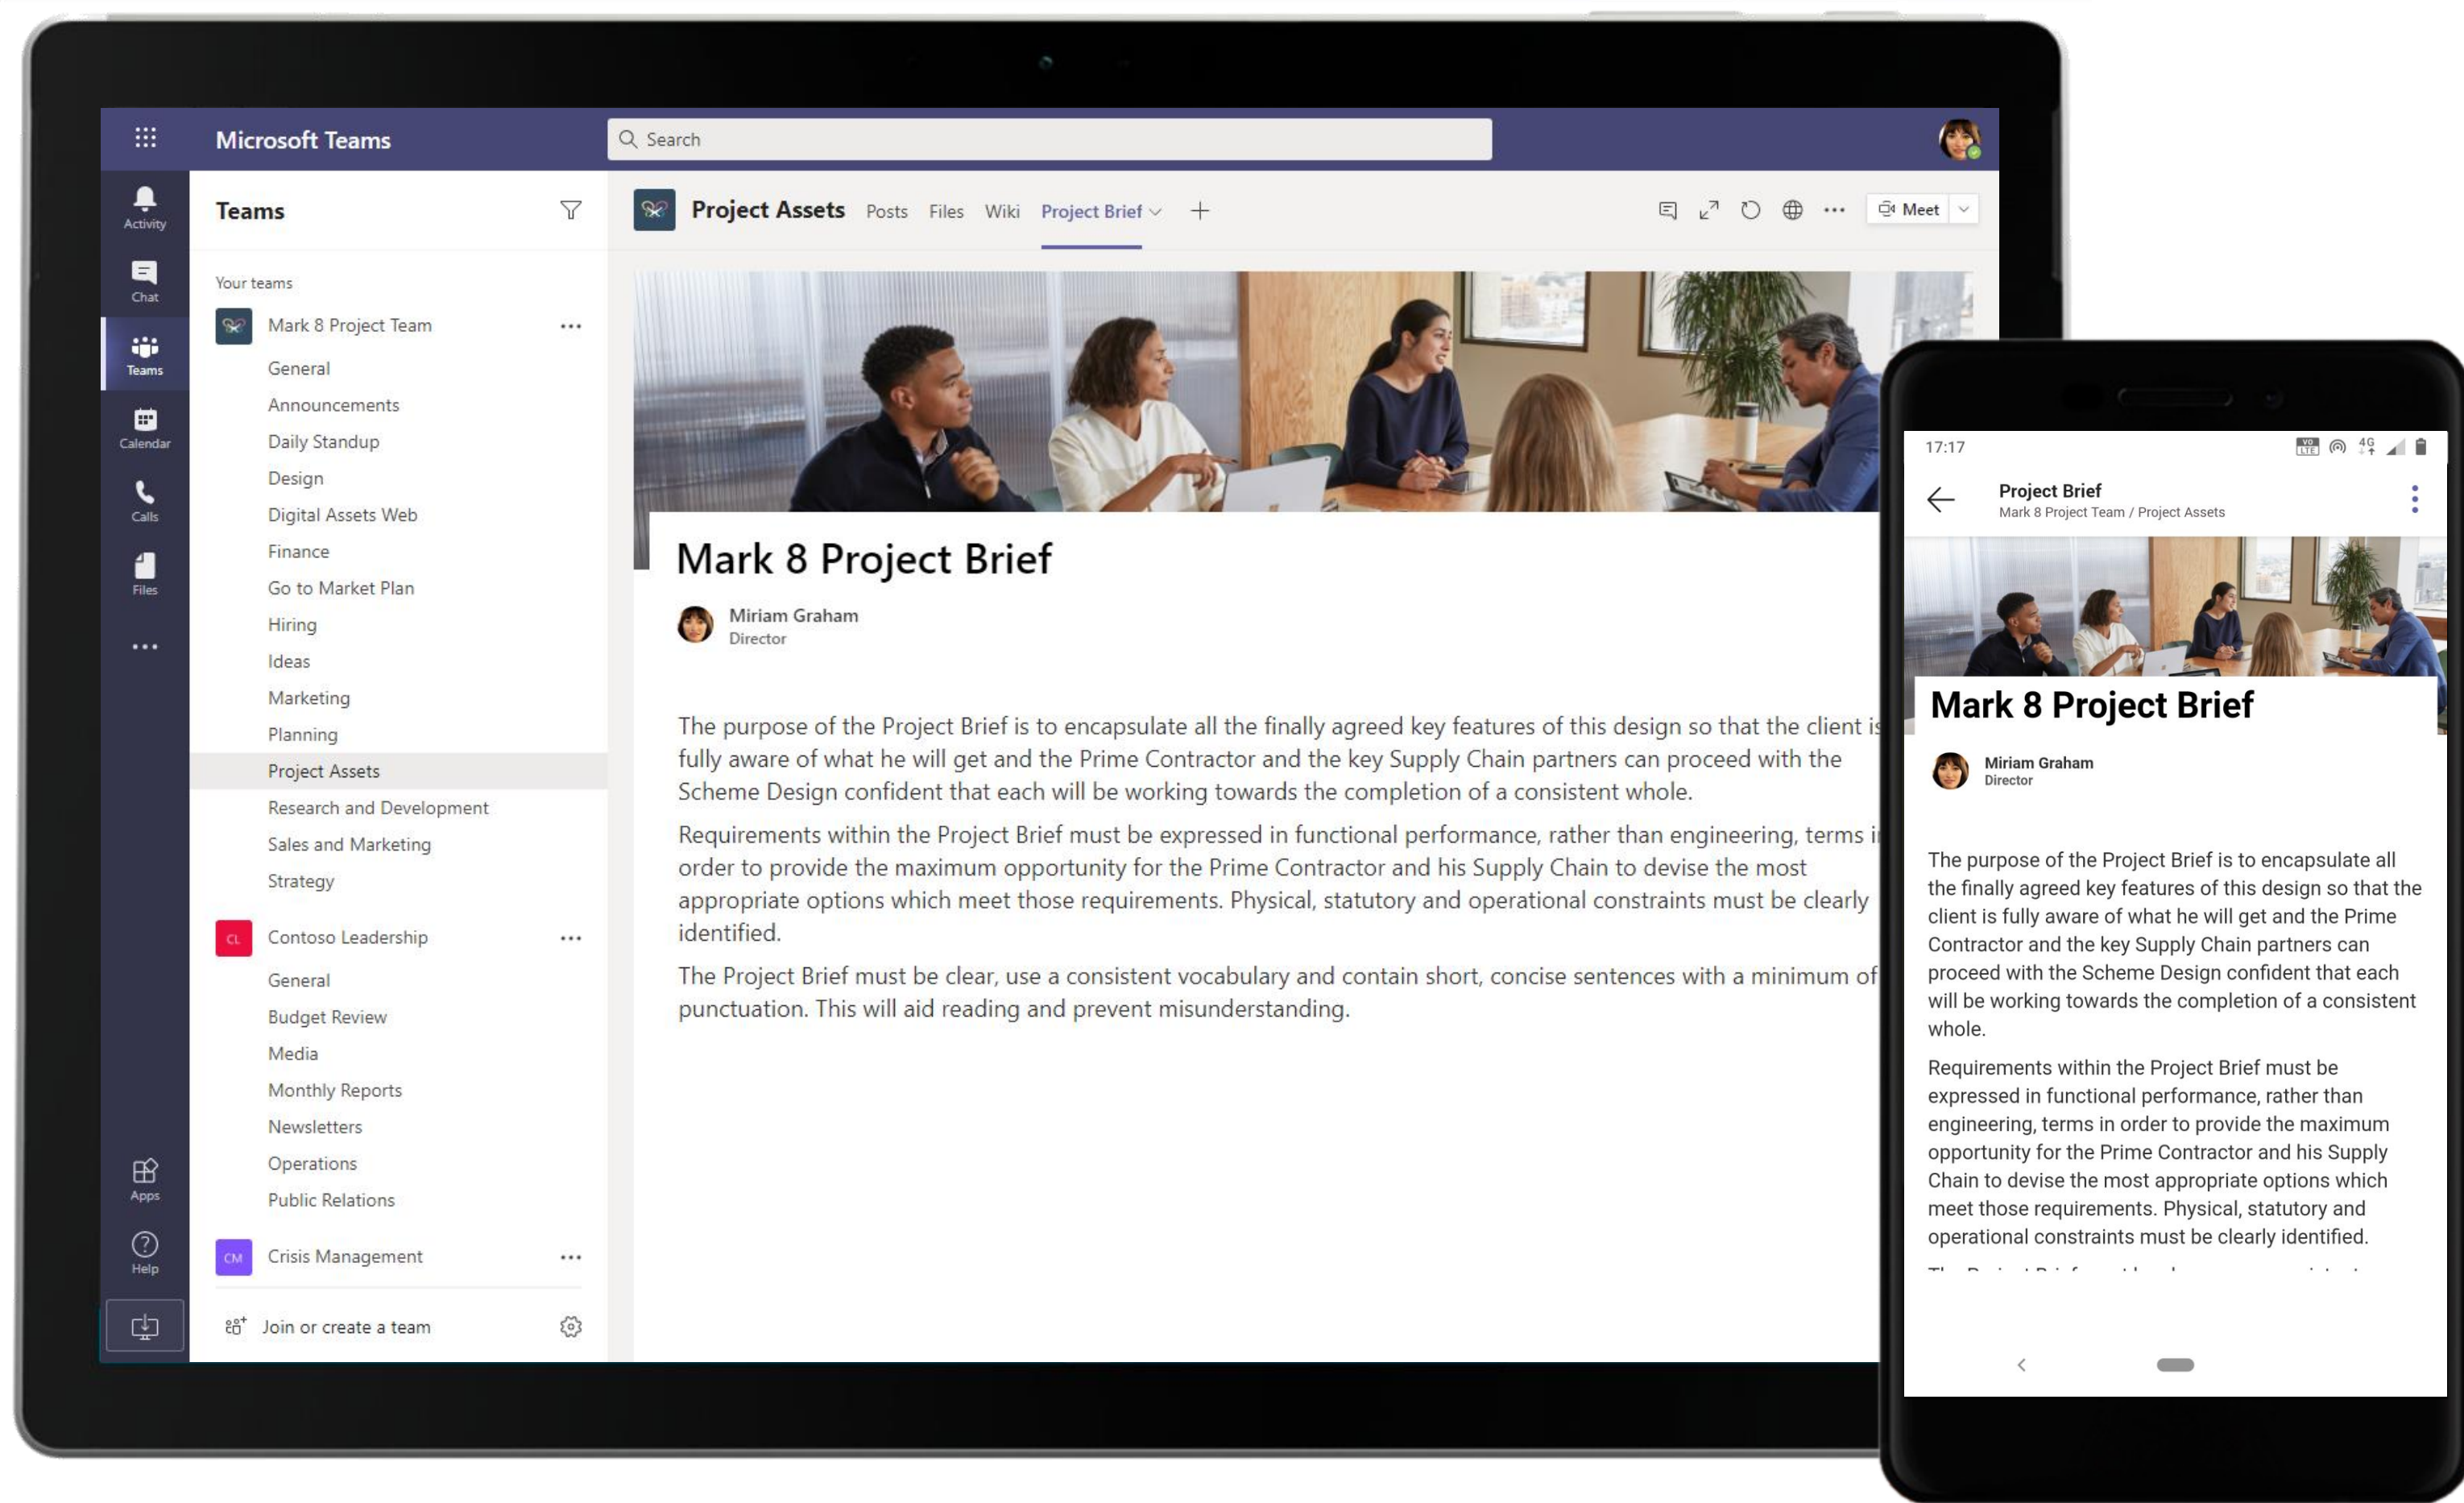 Microsoft Teams
Search
Activity
Chat
Teams
Calendar
Calls
Files
Apps
Help
Teams
Your teams
Mark 8 Project Team
General
Announcements
Daily Standup
Design
Digital Assets Web
Finance
Go to Market Plan
Hiring
Ideas
Marketing
Planning
Project Assets
Research and Development
Sales and Marketing
Strategy
CL Contoso Leadership
General
Budget Review
Media
Monthly Reports
Newsletters
Operations
Public Relations
CM Crisis Management
Join or create a team
Project Assets Posts Files Wiki Project Brief
Meet
Mark 8 Project Brief
Miriam Graham
Director
The purpose of the Project Brief is to encapsulate all the finally agreed key features of this design so that the client is
fully aware of what he will get and the Prime Contractor and the key Supply Chain partners can proceed with the
Scheme Design confident that each will be working towards the completion of a consistent whole.
Requirements within the Project Brief must be expressed in functional performance, rather than engineering, terms in
order to provide the maximum opportunity for the Prime Contractor and his Supply Chain to devise the most
appropriate options which meet those requirements. Physical, statutory and operational constraints must be clearly
identified.
The Project Brief must be clear, use a consistent vocabulary and contain short, concise sentences with a minimum of
punctuation. This will aid reading and prevent misunderstanding.
17:17 VO LTE 4G
Project Brief
Mark 8 Project Team / Project Assets
Mark 8 Project Brief
Miriam Graham
Director
The purpose of the Project Brief is to encapsulate all
the finally agreed key features of this design so that the
client is fully aware of what he will get and the Prime
Contractor and the key Supply Chain partners can
proceed with the Scheme Design confident that each
will be working towards the completion of a consistent
whole.
Requirements within the Project Brief must be
expressed in functional performance, rather than
engineering, terms in order to provide the maximum
opportunity for the Prime Contractor and his Supply
Chain to devise the most appropriate options which
meet those requirements. Physical, statutory and
operational constraints must be clearly identified.